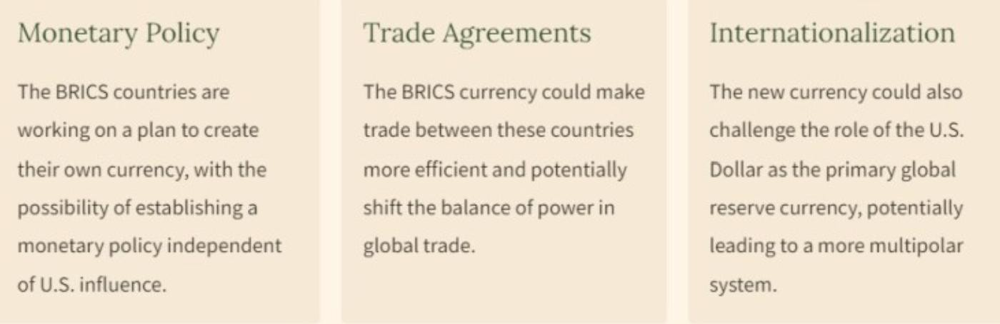 Monetary Policy
The BRICS countries are
working on a plan to create
their own currency, with the
possibility of establishing a
monetary policy independent
of U.S. influence.
Trade Agreements
The BRICS currency could make
trade between these countries
more efficient and potentially
shift the balance of power in
global trade.
Internationalization
The new currency could also
challenge the role of the U.S.
Dollar as the primary global
reserve currency, potentially
leading to a more multipolar
system.